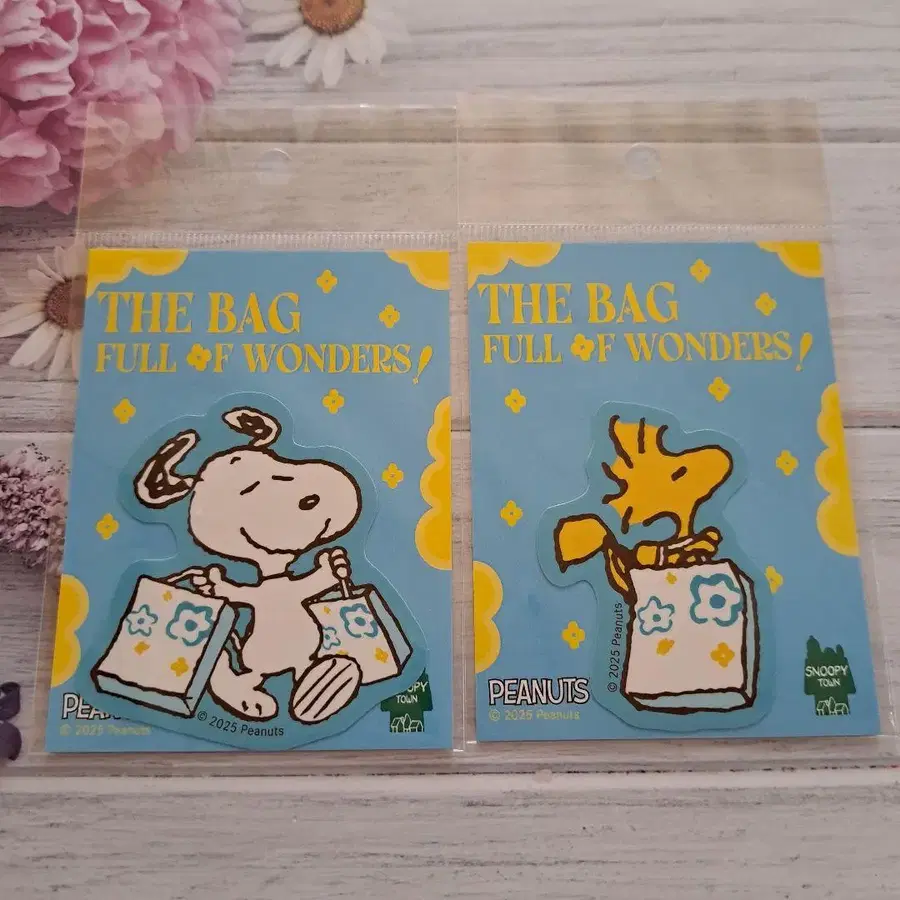 THE BAG
FULL OF WONDERS!
© 2025 Peanuts
© 2025 Peanuts
THE BAG
FULL OF WONDERS!
© 2025 Peanuts
PEANUTS
© 2025 Peanuts
SNOOPY
TOWN
TOWN